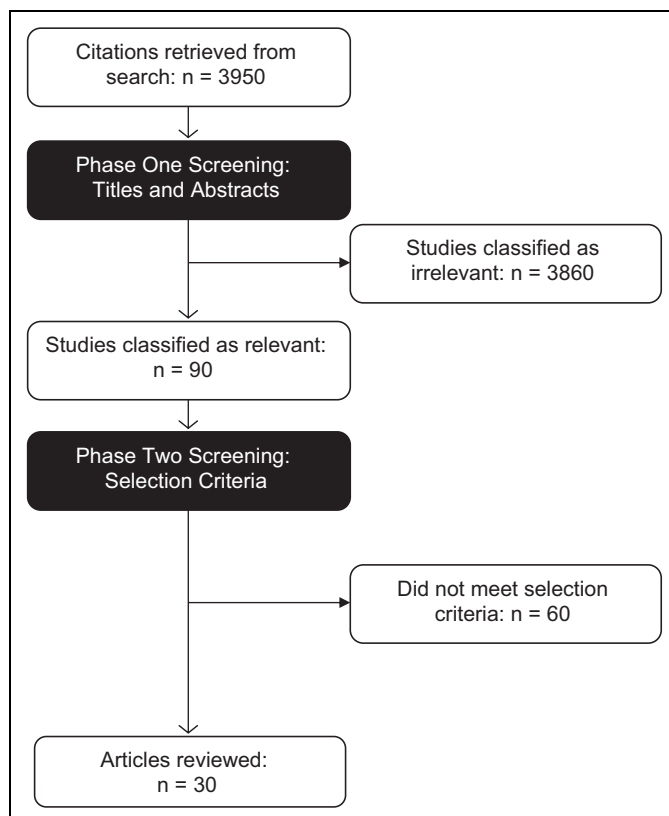 Citations retrieved from
search: n = 3950
Phase One Screening:
Titles and Abstracts
Studies classified as
irrelevant: n = 3860
Studies classified as relevant:
n = 90
Phase Two Screening:
Selection Criteria
Did not meet selection
criteria: n = 60
Articles reviewed:
n = 30